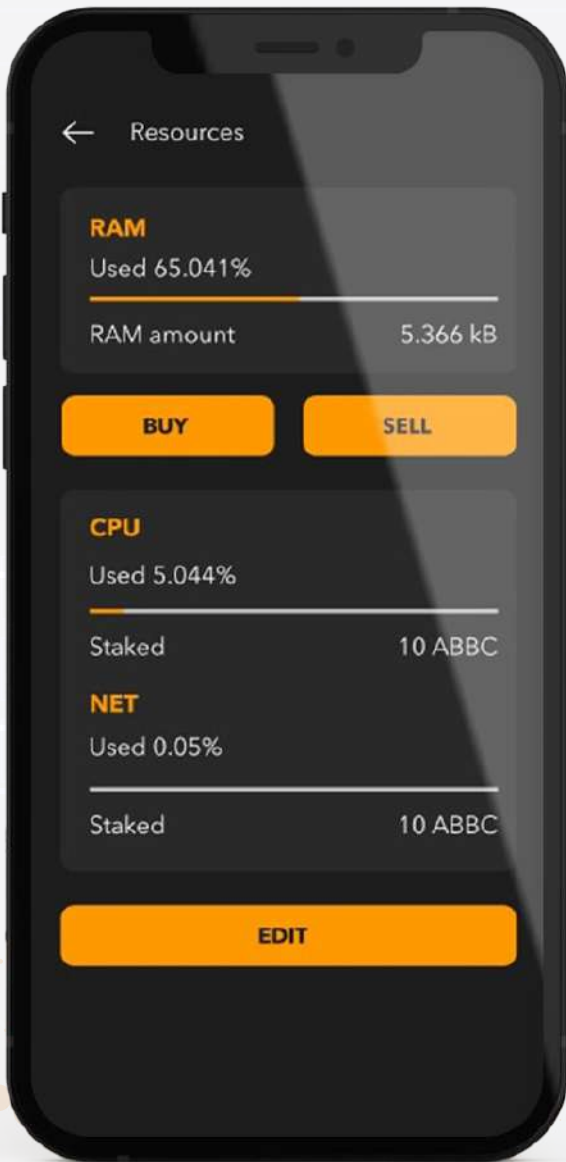 Resources
RAM
Used 65.041%
RAM amount 5.366 kB
BUY SELL
CPU
Used 5.044%
Staked 10 ABBC
NET
Used 0.05%
Staked 10 ABBC
EDIT